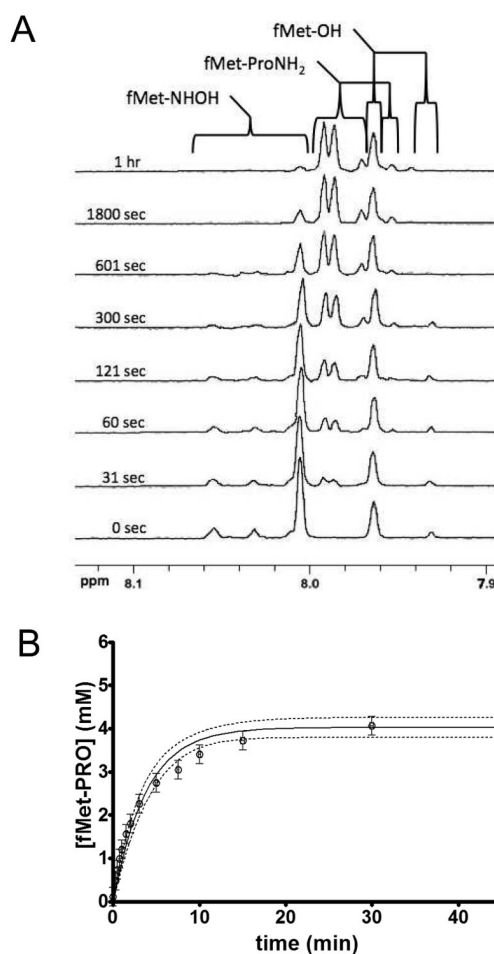 A
fMet-OH
fMet-ProNH₂
fMet-NHOH
1 hr
1800 sec
601 sec
300 sec
121 sec
60 sec
31 sec
0 sec
ppm 8.1 8.0 7.9
B
[fMet-PRO] (mM)
6
5
4
3
2
1
0
0 10 20 30 40
time (min)